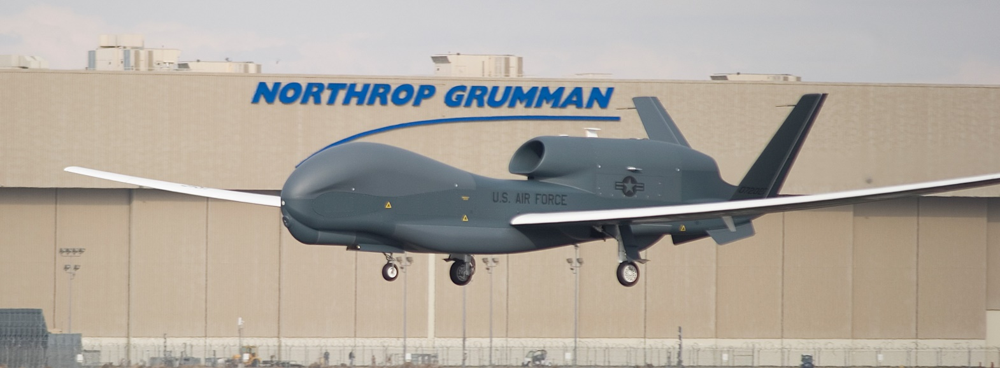 NORTHROP GRUMMAN
U.S. AIR FORCE